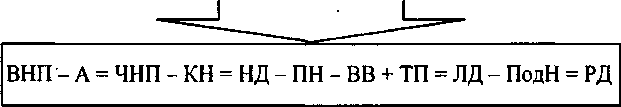 ВНП – А = ЧНП – КН = НД – ПН – ВВ + ТП = ЛД – ПодН = РД